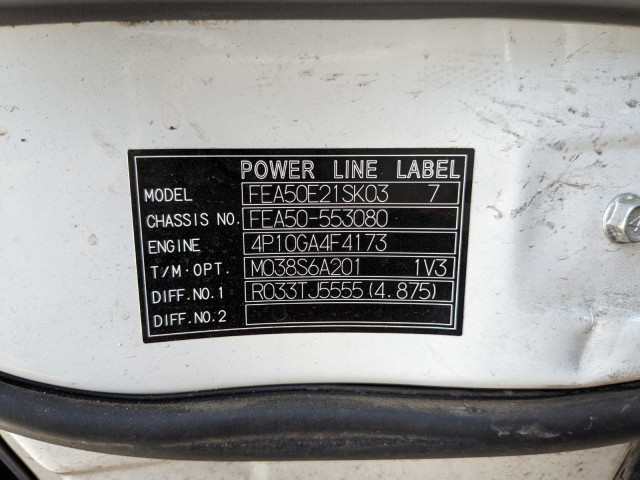 POWER LINE LABEL
MODEL FEA50E21SK03 7
CHASSIS NO. FEA50-553080
ENGINE 4P10GA4F4173
T/M·OPT. M038S6A201 1V3
DIFF.NO.1 R033TJ5555(4.875)
DIFF.NO.2